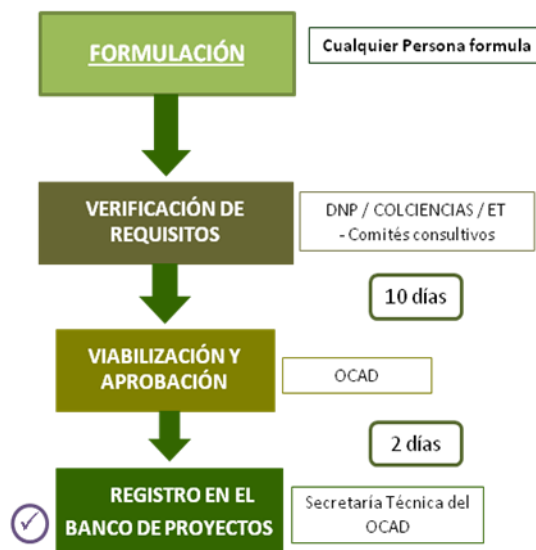 FORMULACIÓN
Cualquier Persona formula
VERIFICACIÓN DE
REQUISITOS
DNP / COLCIENCIAS / ET
- Comités consultivos
10 días
VIABILIZACIÓN Y
APROBACIÓN
OCAD
2 días
REGISTRO EN EL
BANCO DE PROYECTOS
Secretaría Técnica del
OCAD